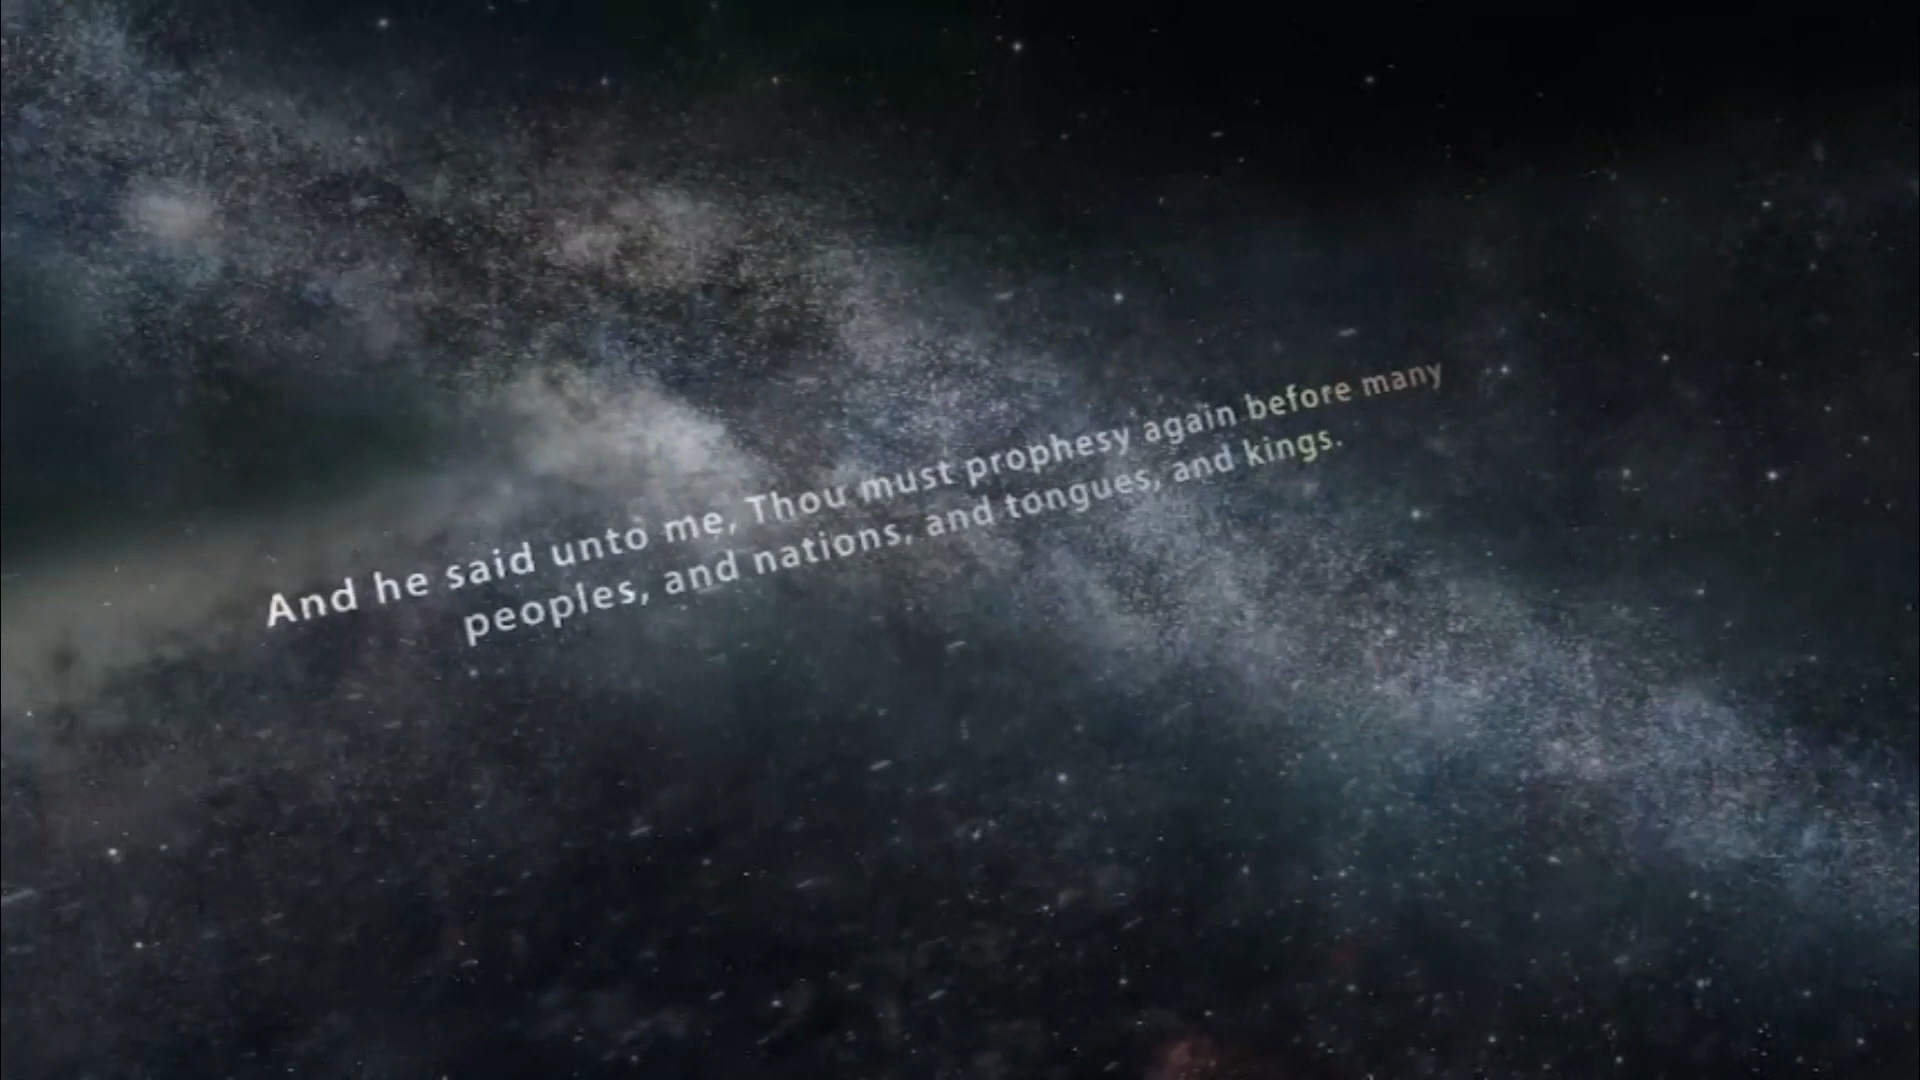 And he said unto me, Thou must prophesy again before many
peoples, and nations, and tongues, and kings.